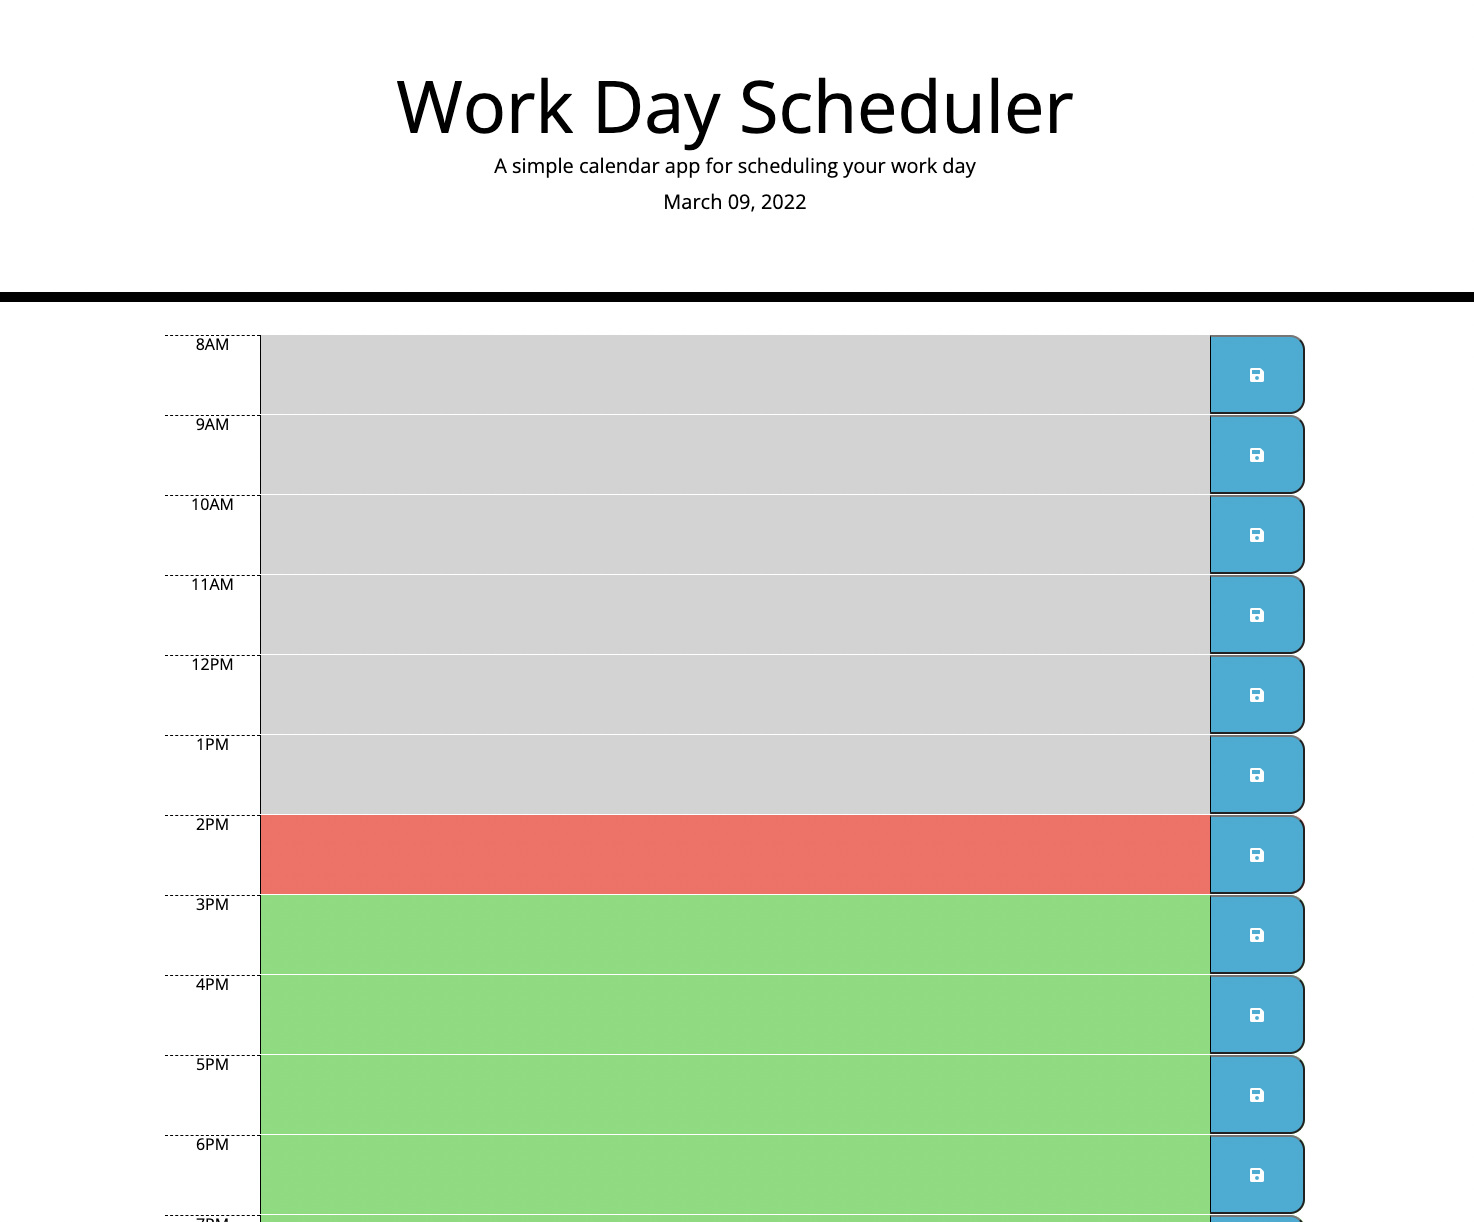 Work Day Scheduler
A simple calendar app for scheduling your work day
March 09, 2022
8AM
9AM
10AM
11AM
12PM
1PM
2PM
3PM
4PM
5PM
6PM
7PM